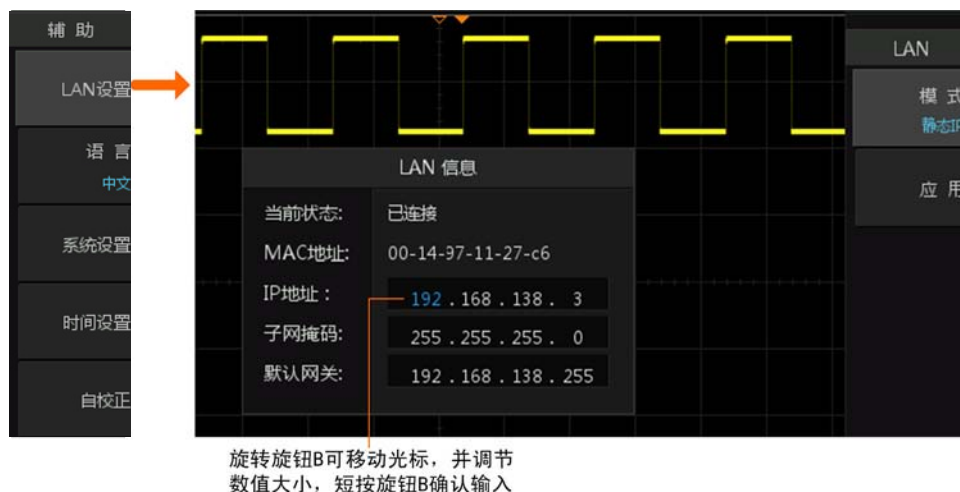 辅 助
LAN设置
语 言
中文
系统设置
时间设置
自校正
LAN 信息
当前状态: 已连接
MAC地址: 00-14-97-11-27-c6
IP地址： 192 . 168 . 138 . 3
子网掩码: 255 . 255 . 255 . 0
默认网关: 192 . 168 . 138 . 255
LAN
模 式
静态IP
应 用
旋转旋钮B可移动光标，并调节
数值大小，短按旋钮B确认输入